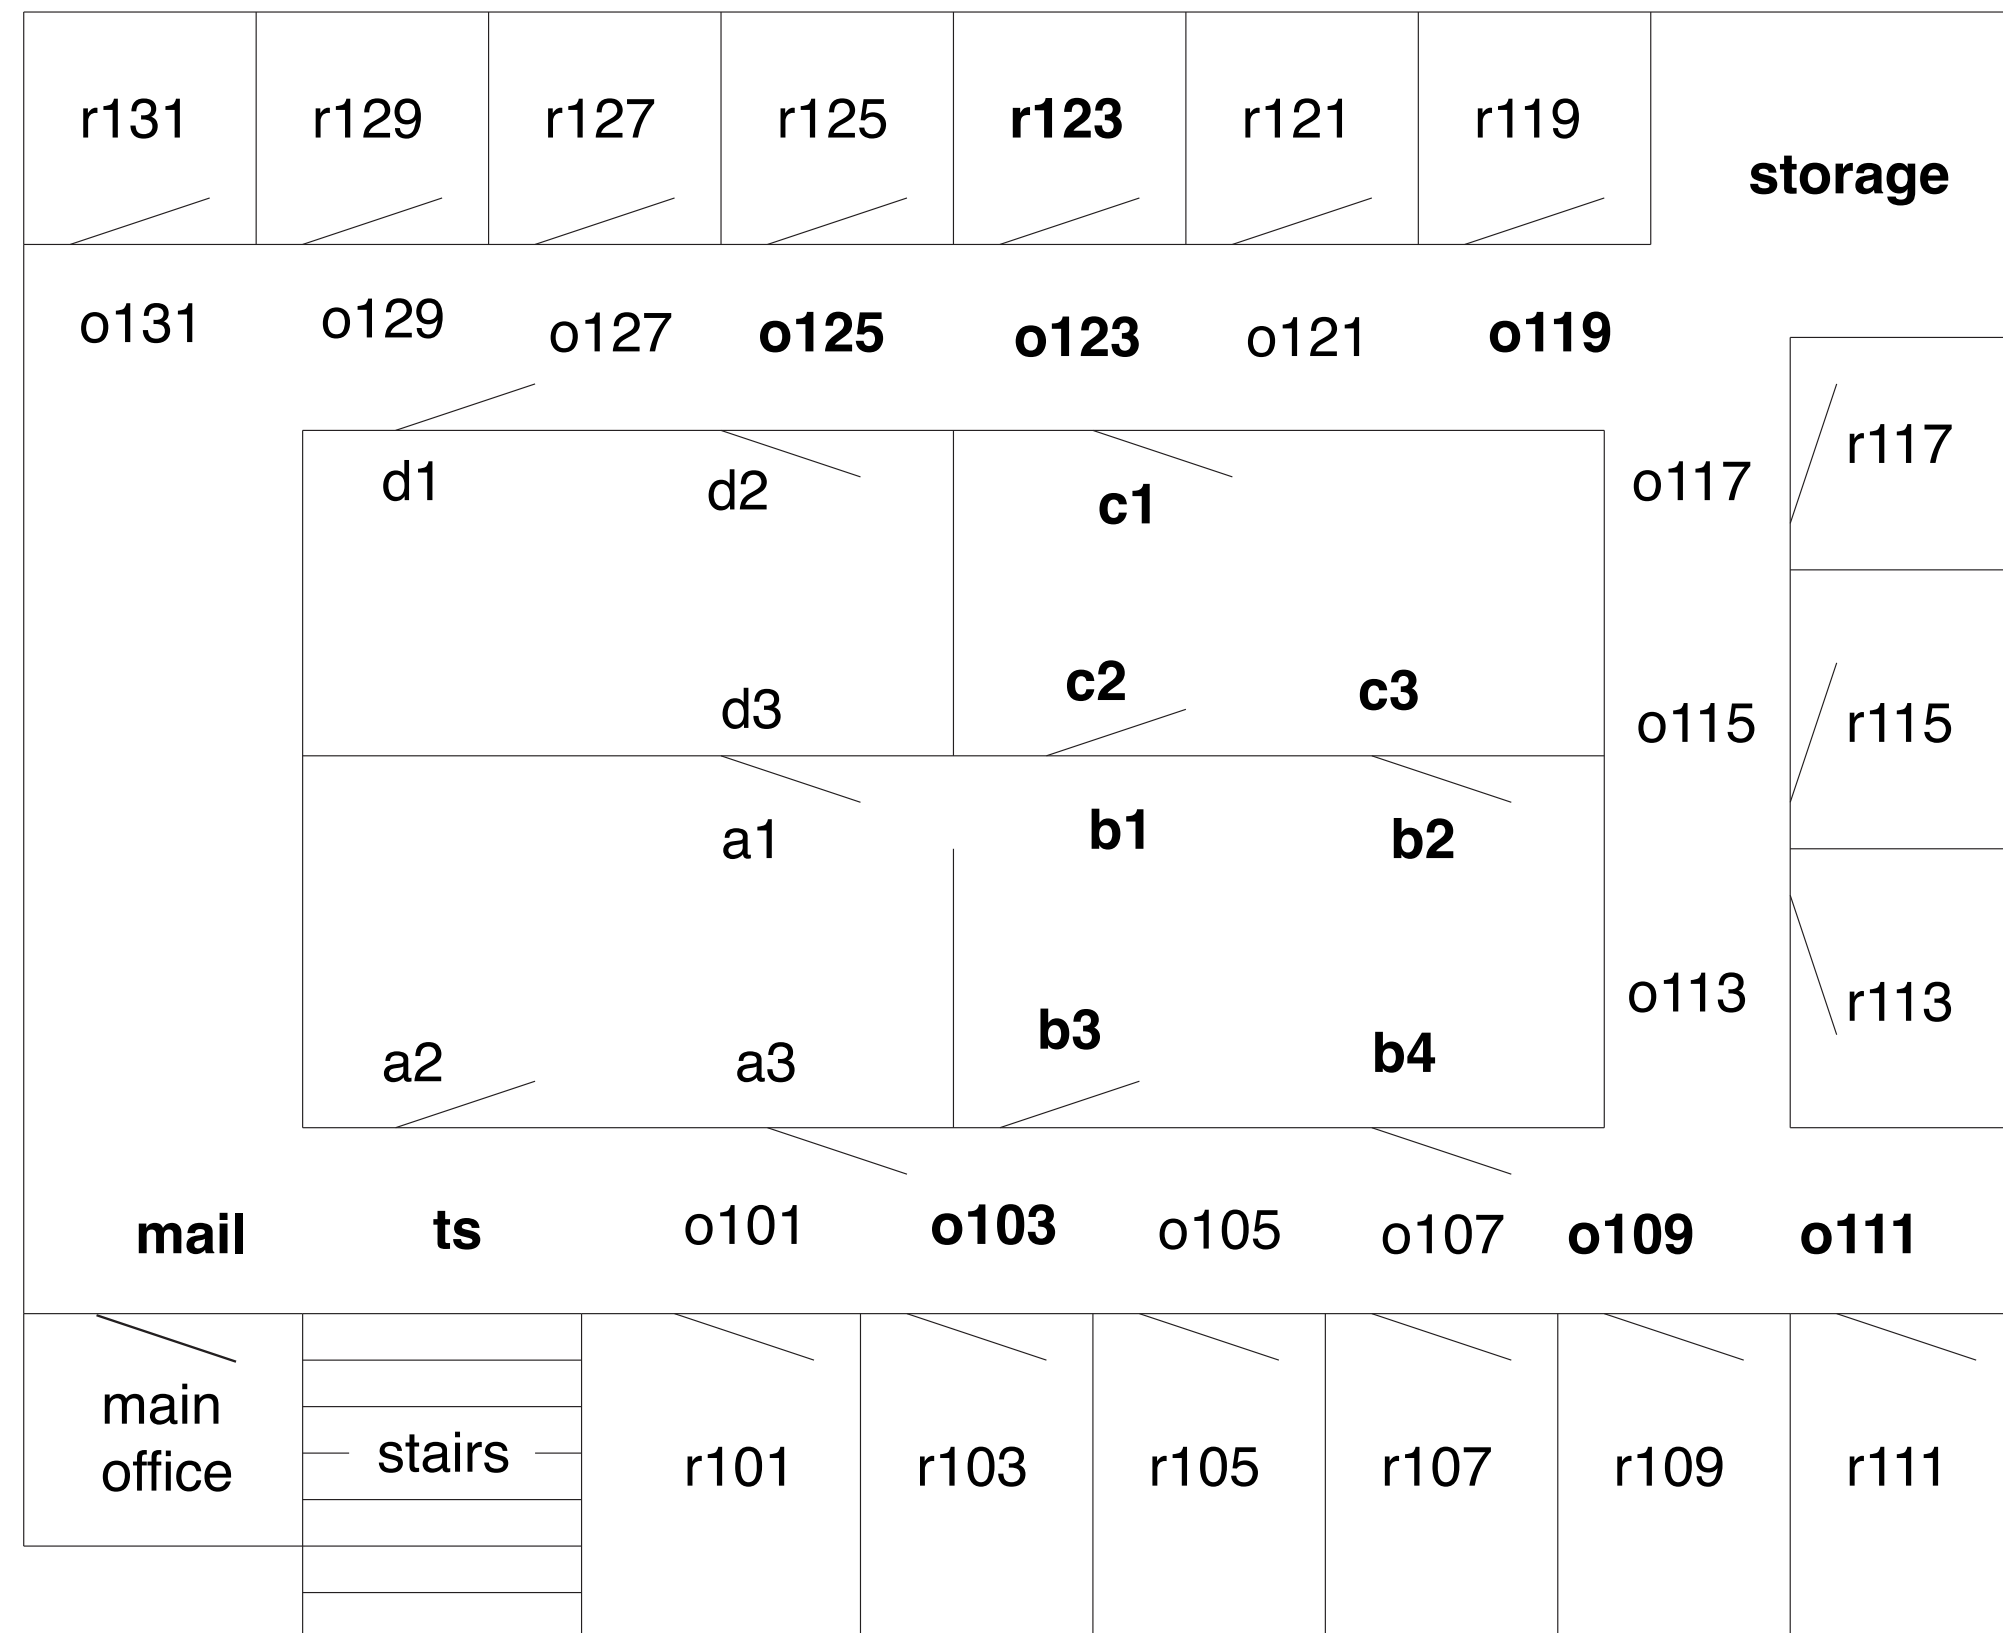 r131 r129 r127 r125 r123 r121 r119
storage
o131 o129 o127 o125 o123 o121 o119
r117
d1 d2 c1 o117
d3 c2 c3 o115 r115
a1 b1 b2
o113 r113
a2 a3 b3 b4
mail ts o101 o103 o105 o107 o109 o111
main
office
stairs r101 r103 r105 r107 r109 r111